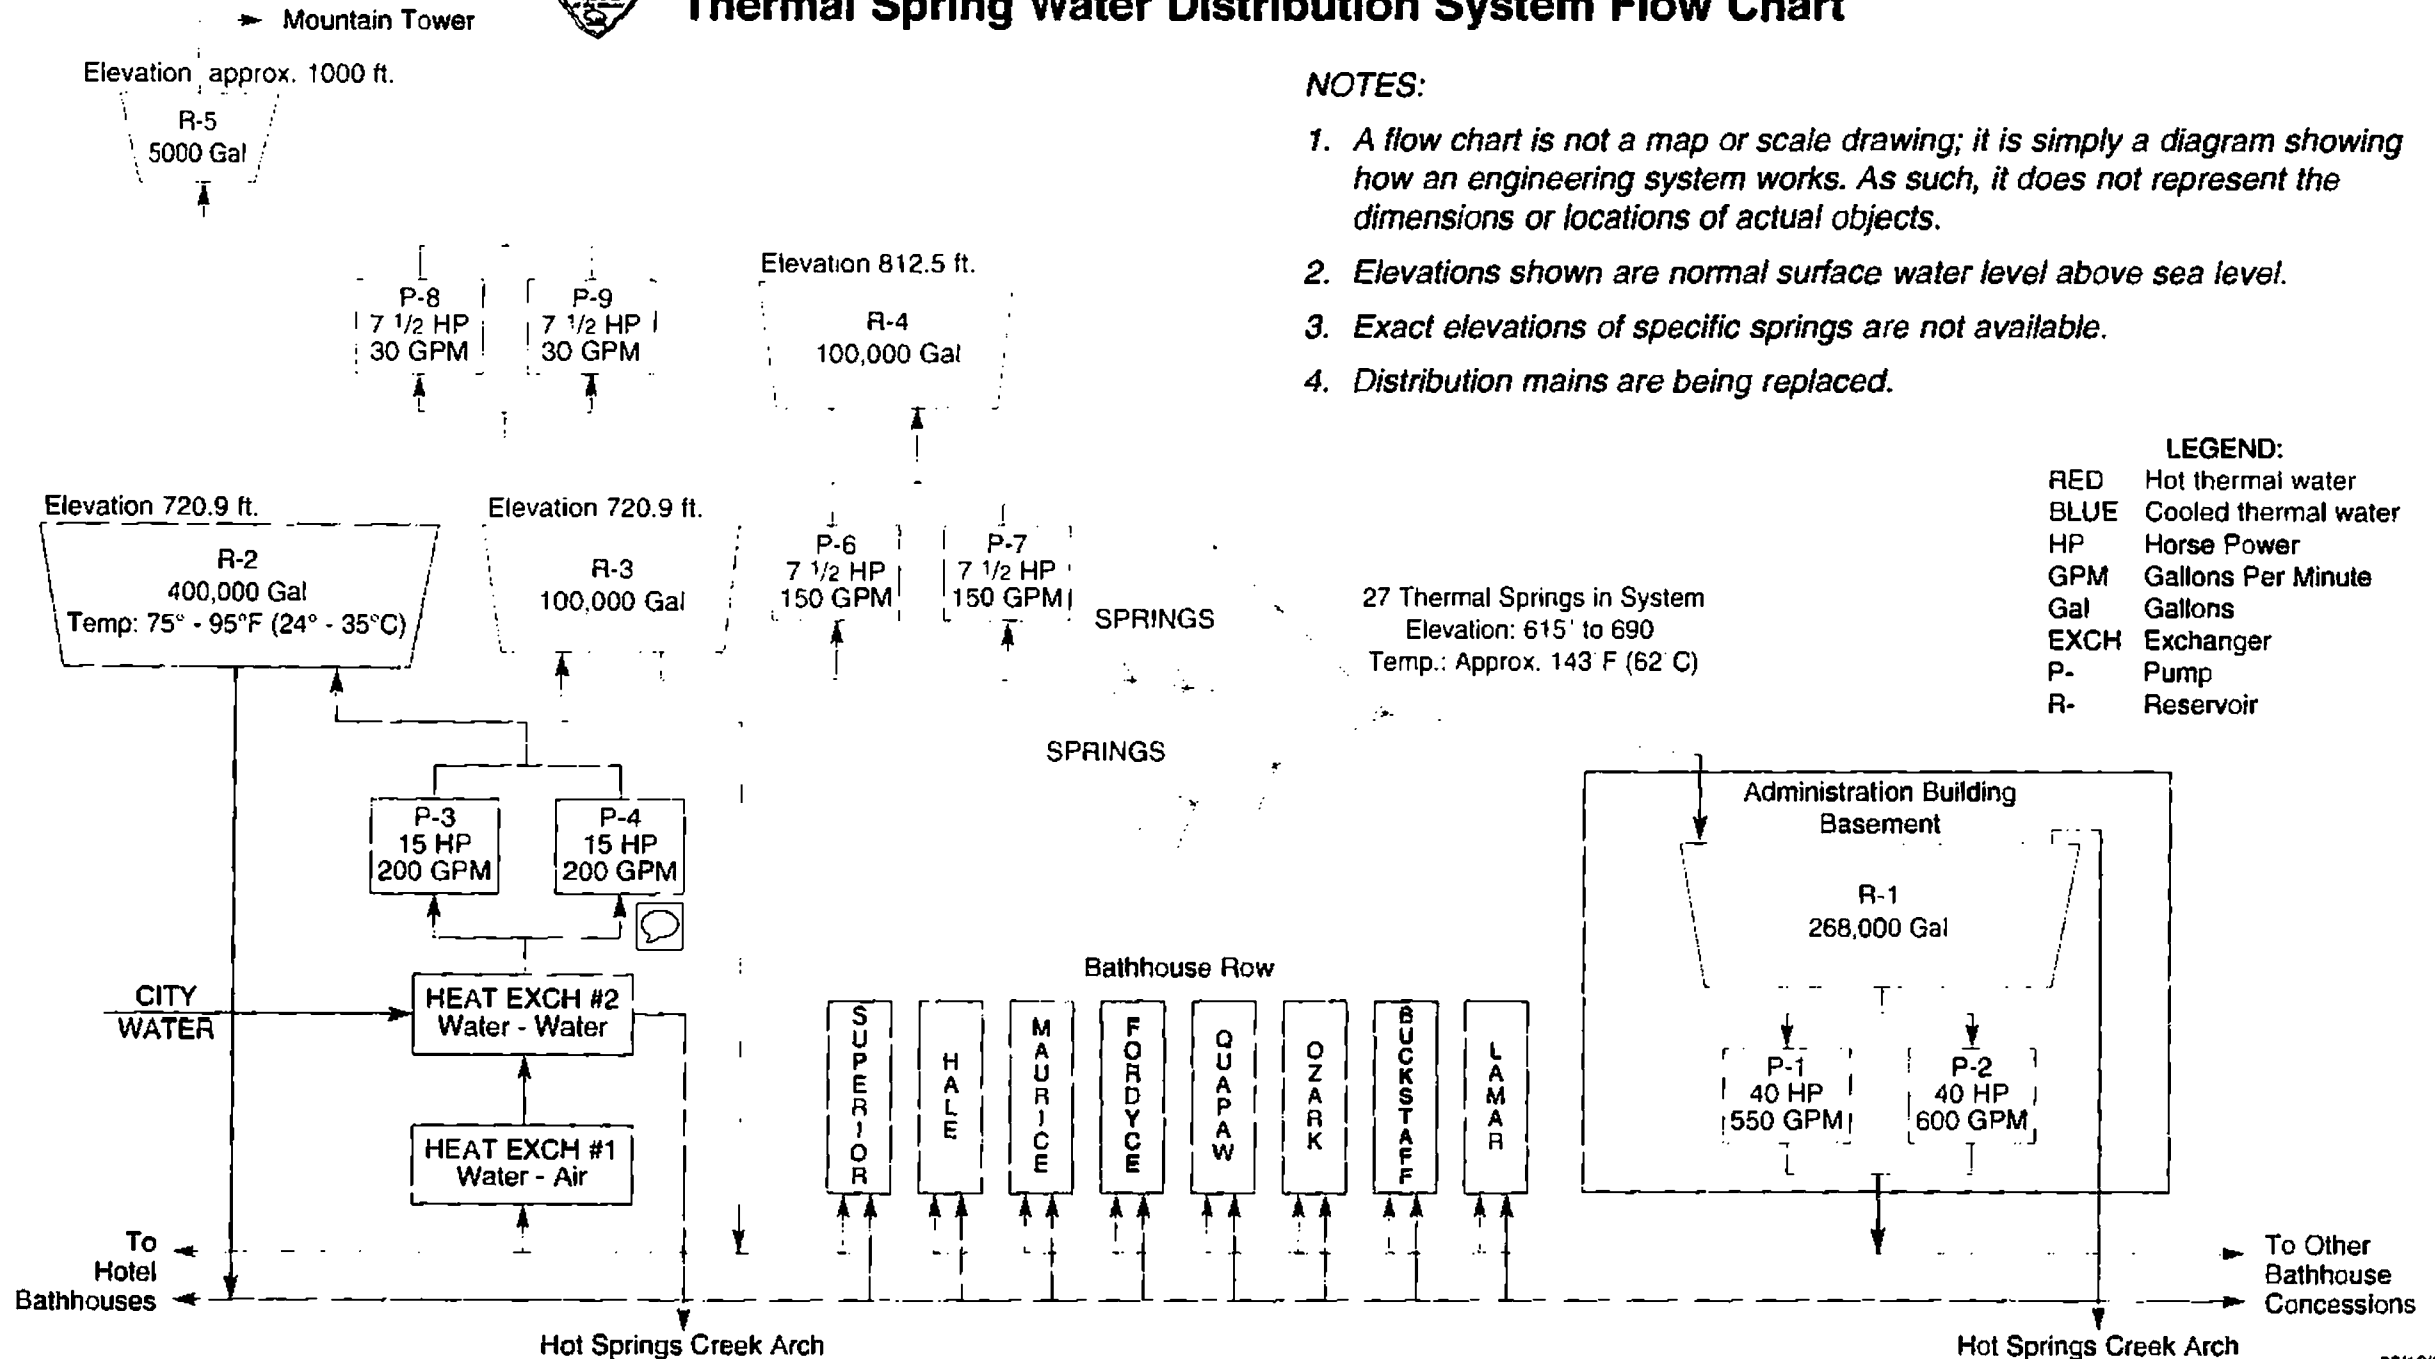 Thermal Spring Water Distribution System Flow Chart
Mountain Tower
Elevation approx. 1000 ft.
R-5
5000 Gal
NOTES:
1. A flow chart is not a map or scale drawing; it is simply a diagram showing
how an engineering system works. As such, it does not represent the
dimensions or locations of actual objects.
2. Elevations shown are normal surface water level above sea level.
3. Exact elevations of specific springs are not available.
4. Distribution mains are being replaced.
P-8
7 1/2 HP
30 GPM
P-9
7 1/2 HP
30 GPM
Elevation 812.5 ft.
R-4
100,000 Gal
LEGEND:
RED Hot thermal water
BLUE Cooled thermal water
HP Horse Power
GPM Gallons Per Minute
Gal Gallons
EXCH Exchanger
P- Pump
R- Reservoir
Elevation 720.9 ft.
R-2
400,000 Gal
Temp: 75° - 95°F (24° - 35°C)
Elevation 720.9 ft.
R-3
100,000 Gal
P-6
7 1/2 HP
150 GPM
P-7
7 1/2 HP
150 GPM
SPRINGS
27 Thermal Springs in System
Elevation: 615' to 690
Temp.: Approx. 143 F (62 C)
SPRINGS
P-3
15 HP
200 GPM
P-4
15 HP
200 GPM
Administration Building
Basement
R-1
268,000 Gal
P-1
40 HP
550 GPM
P-2
40 HP
600 GPM
CITY
WATER
HEAT EXCH #2
Water - Water
HEAT EXCH #1
Water - Air
Bathhouse Row
SUPERIOR
HALE
MAURICE
FORDYCE
QUAPAW
OZARK
BUCKSTAFF
LAMAR
To
Hotel
Bathhouses
To Other
Bathhouse
Concessions
Hot Springs Creek Arch
Hot Springs Creek Arch